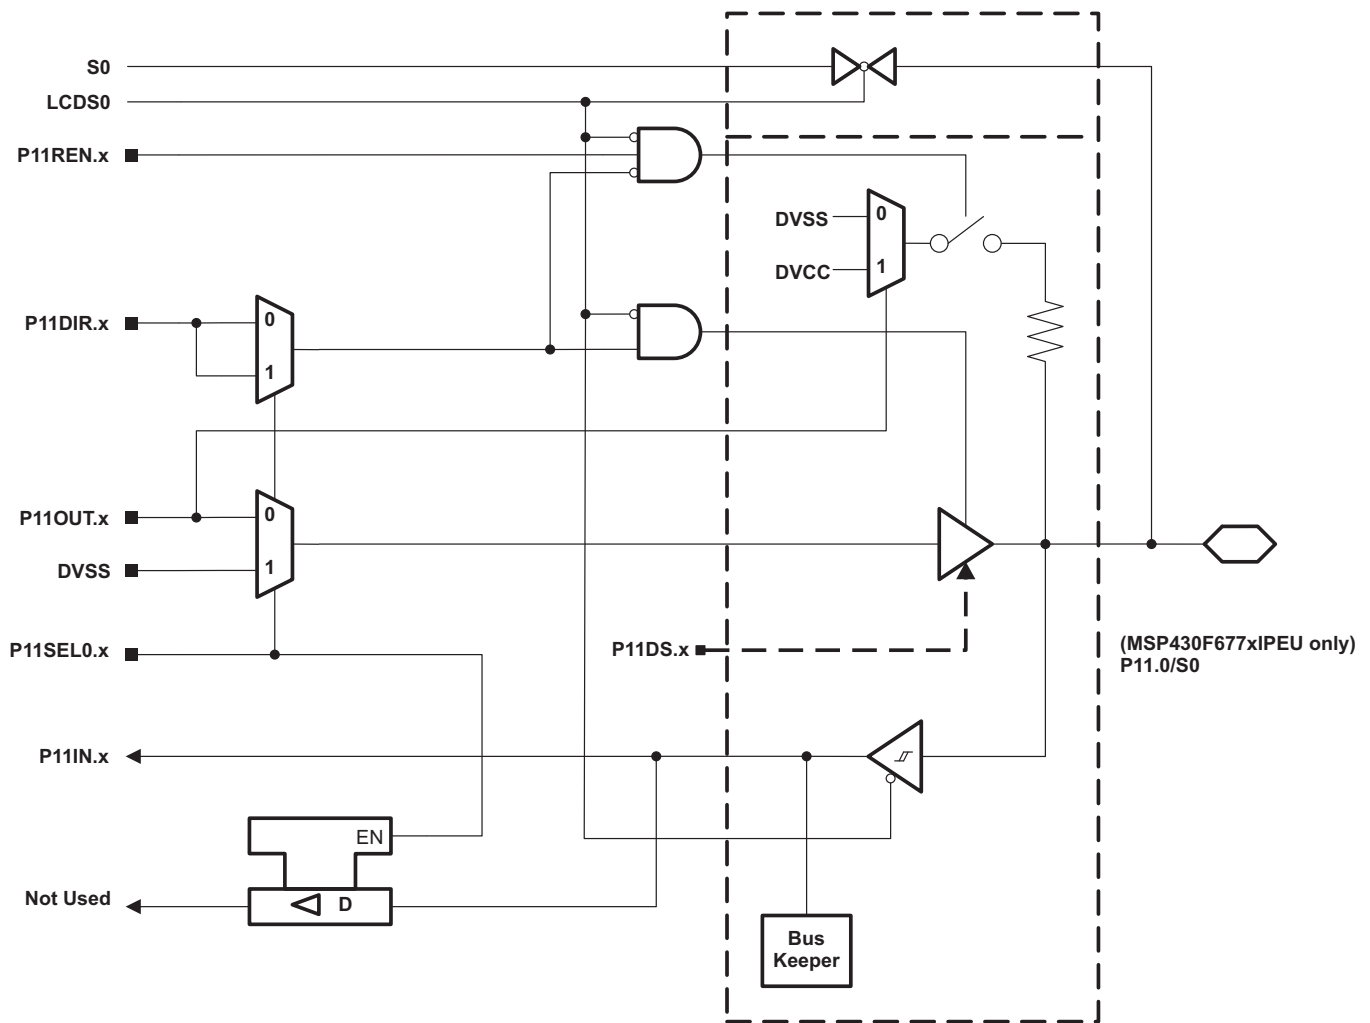 S0
LCDS0
P11REN.x
DVSS
0
DVCC
1
P11DIR.x
0
1
P11OUT.x
0
DVSS
1
P11SEL0.x
P11DS.x
(MSP430F677xIPEU only)
P11.0/S0
P11IN.x
EN
Not Used
D
Bus
Keeper